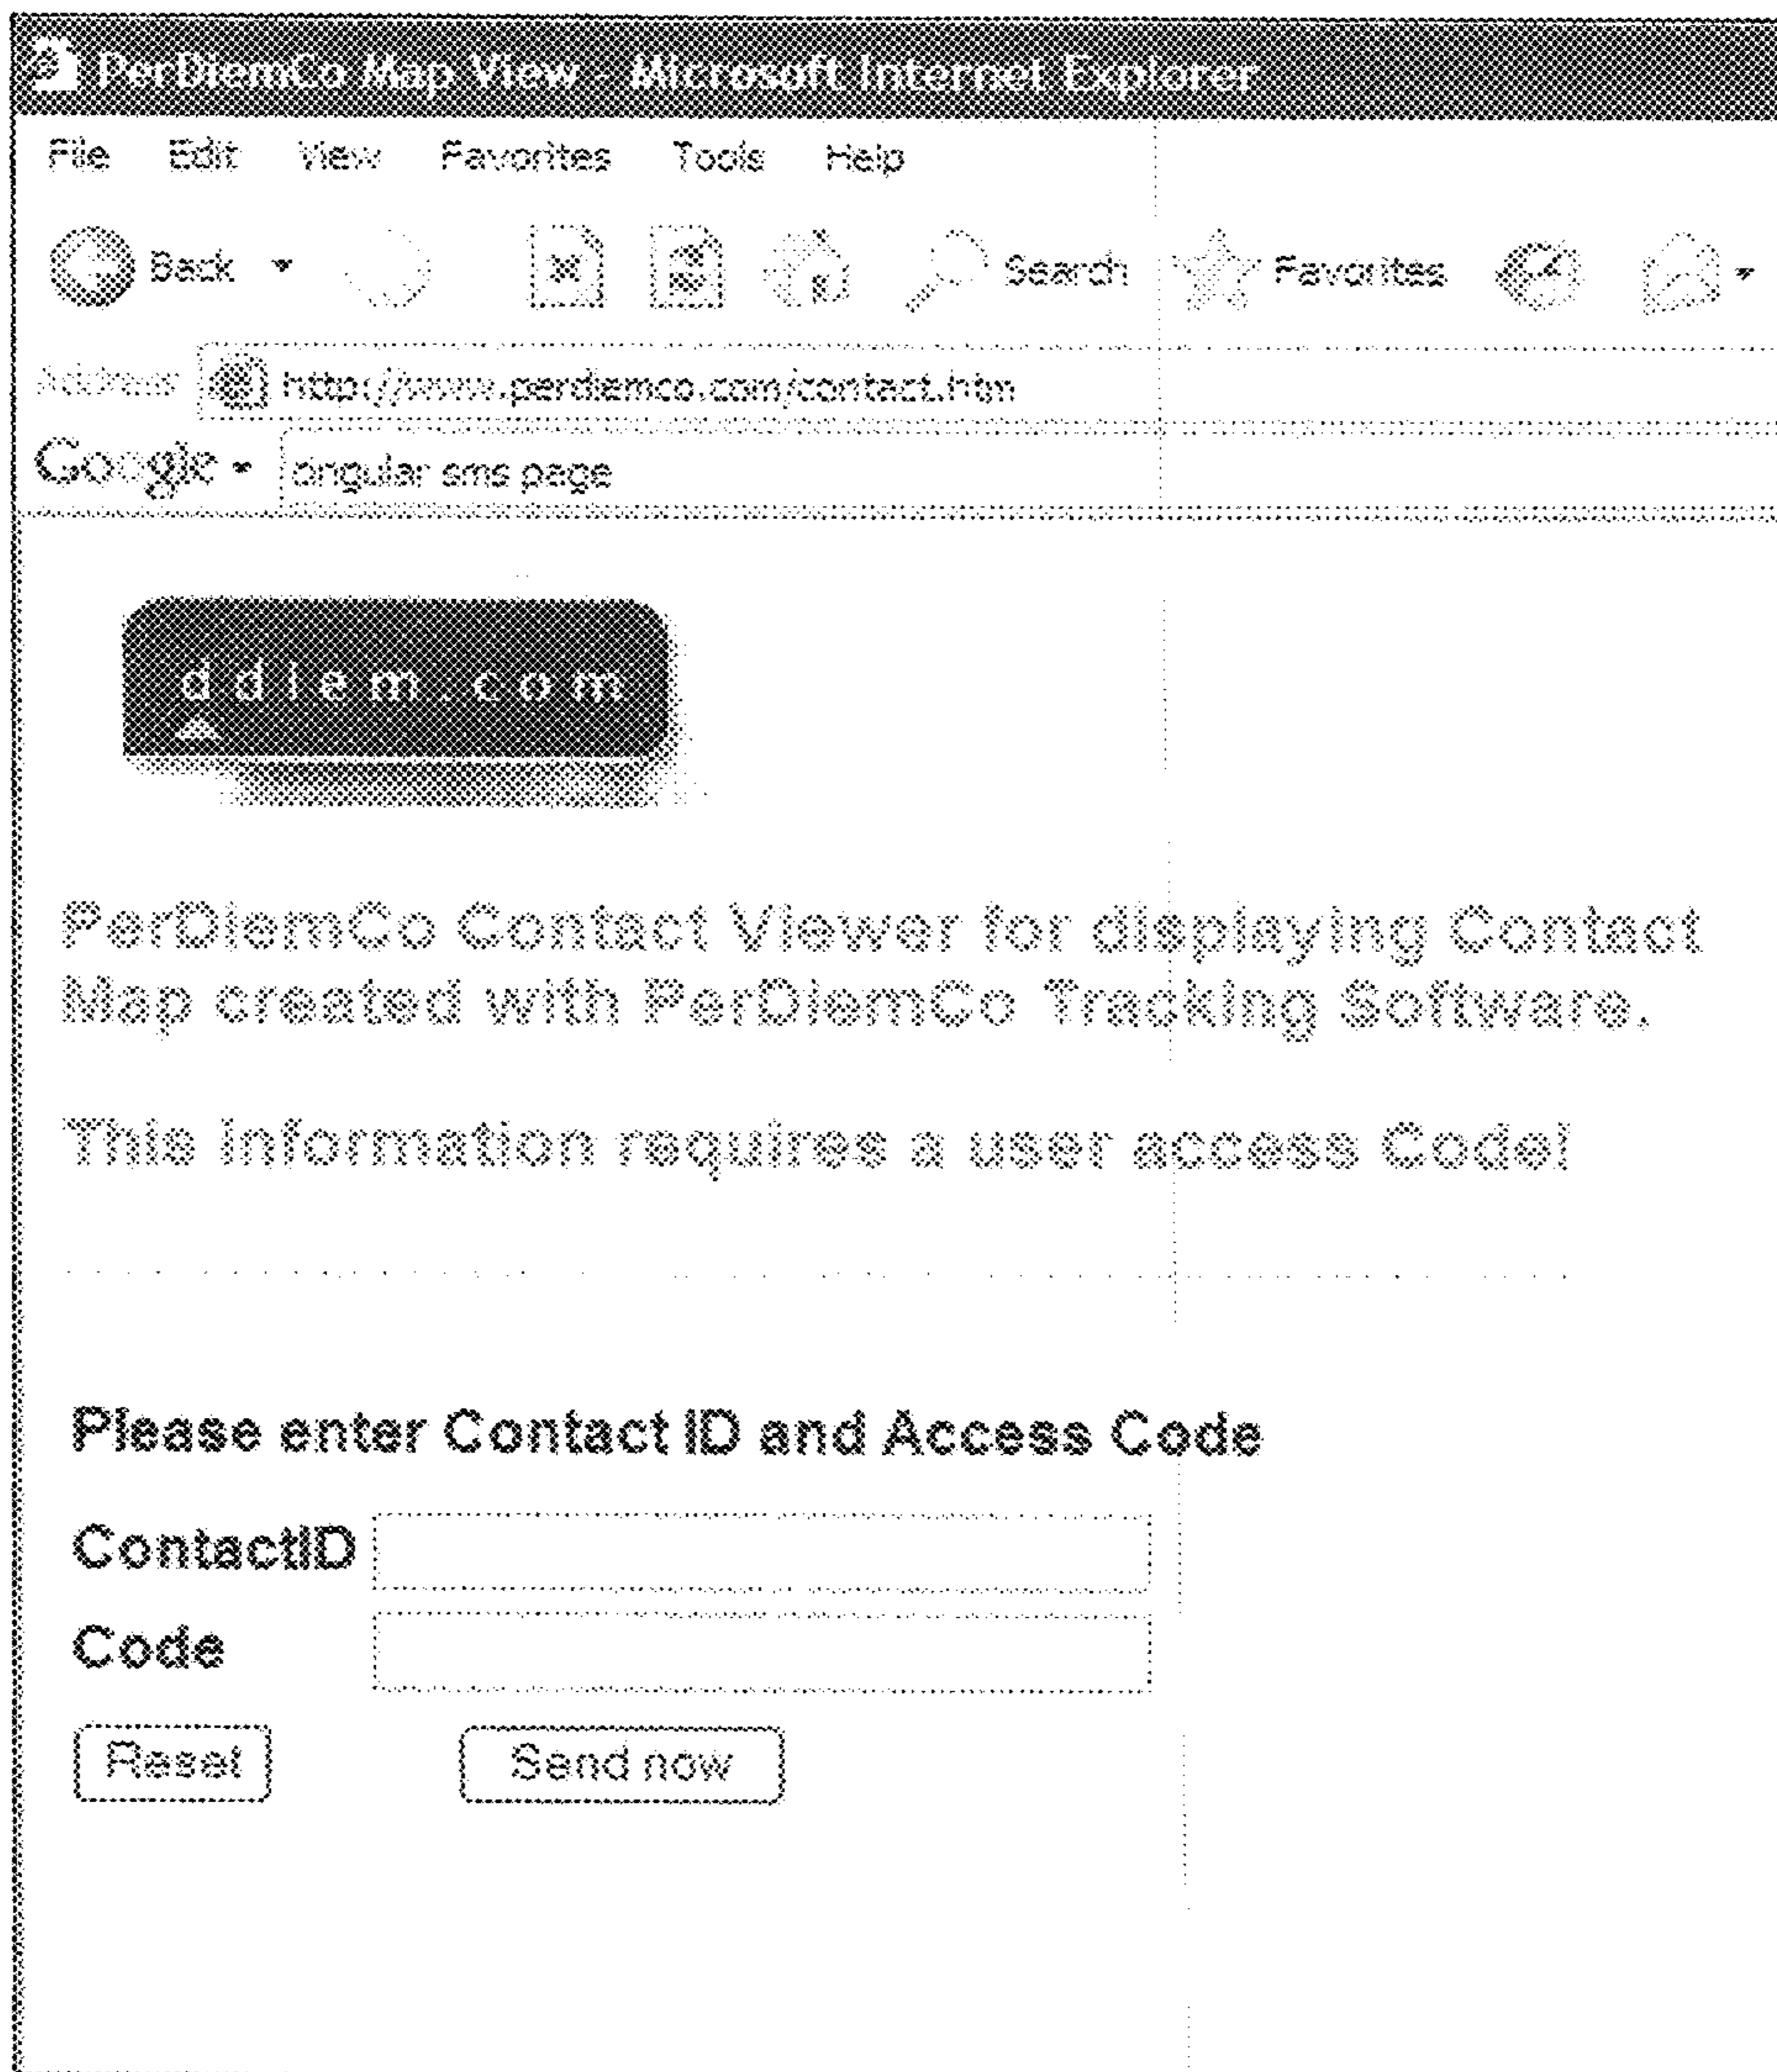 PerDiemCo Map View - Microsoft Internet Explorer
File Edit View Favorites Tools Help
Back Search Favorites
Address http://www.perdiemco.com/contact.htm
Google cingular sms page
ddiem.com
PerDiemCo Contact Viewer for displaying Contact
Map created with PerDiemCo Tracking Software.
This information requires a user access Code!
Please enter Contact ID and Access Code
ContactID
Code
Reset Send now